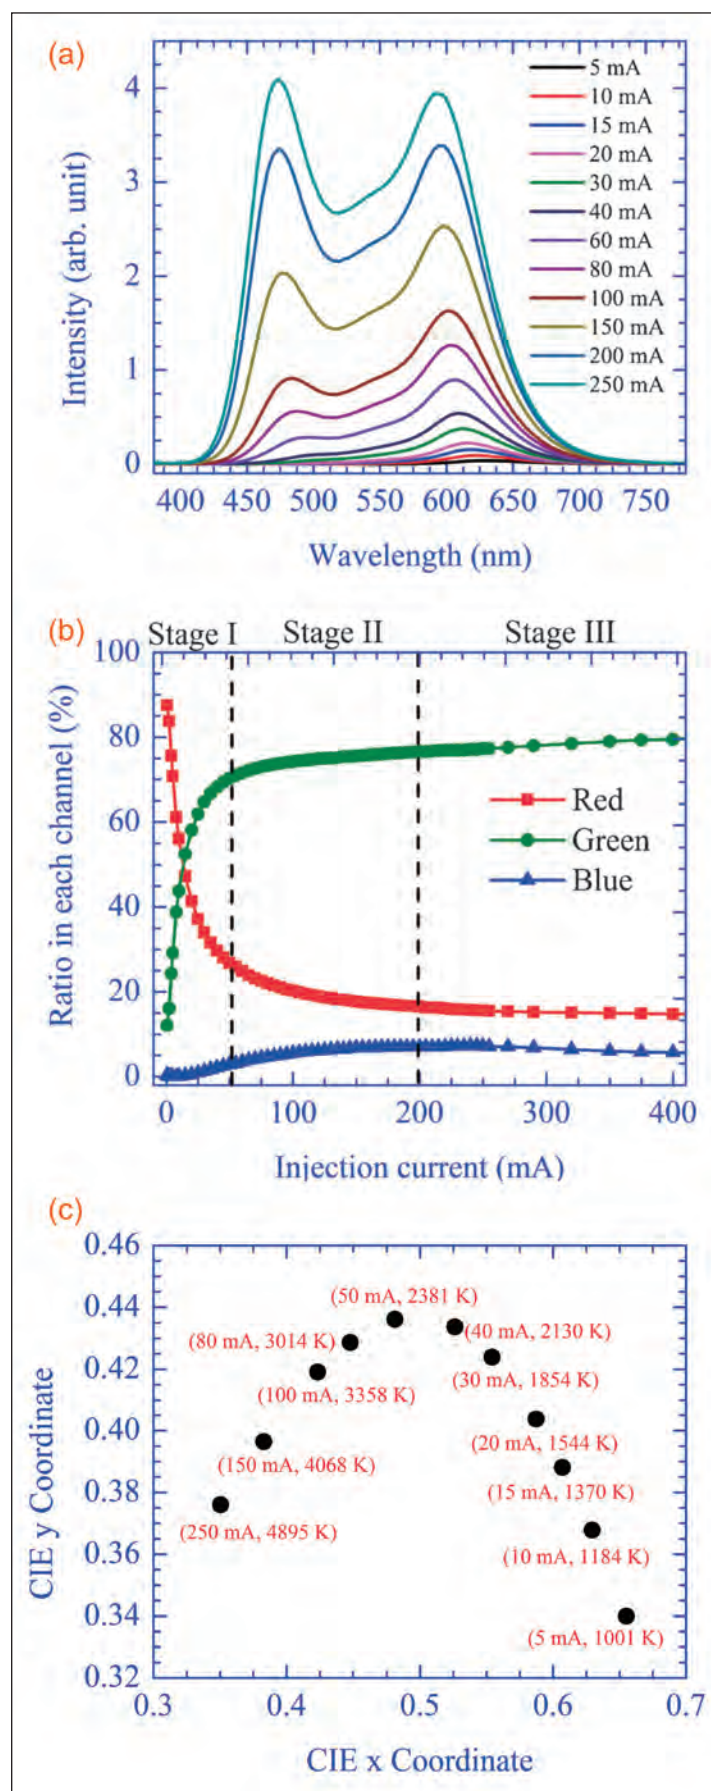 (a)
4
3
2
1
0
Intensity (arb. unit)
5 mA
10 mA
15 mA
20 mA
30 mA
40 mA
60 mA
80 mA
100 mA
150 mA
200 mA
250 mA
400 450 500 550 600 650 700 750
Wavelength (nm)
(b)
Stage I Stage II Stage III
100
80
60
40
20
0
Ratio in each channel (%)
Red
Green
Blue
0 100 200 300 400
Injection current (mA)
(c)
0.46
0.44
0.42
0.40
0.38
0.36
0.34
0.32
CIE y Coordinate
(50 mA, 2381 K)
(80 mA, 3014 K)
(40 mA, 2130 K)
(30 mA, 1854 K)
(100 mA, 3358 K)
(20 mA, 1544 K)
(150 mA, 4068 K)
(15 mA, 1370 K)
(250 mA, 4895 K)
(10 mA, 1184 K)
(5 mA, 1001 K)
0.3 0.4 0.5 0.6 0.7
CIE x Coordinate